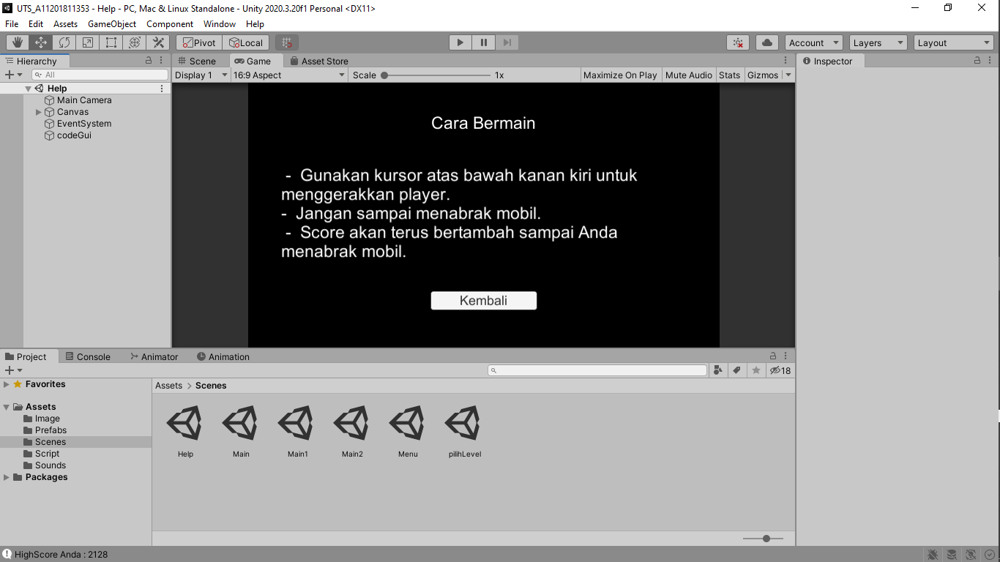 UTS_A11201811353 - Help - PC, Mac & Linux Standalone - Unity 2020.3.20f1 Personal <DX11>
File Edit Assets GameObject Component Window Help
Pivot Local Account Layers Layout
Hierarchy
All
Help
Main Camera
Canvas
EventSystem
codeGui
Scene Game Asset Store
Display 1 16:9 Aspect Scale 1x Maximize On Play Mute Audio Stats Gizmos
Cara Bermain
- Gunakan kursor atas bawah kanan kiri untuk
menggerakkan player.
- Jangan sampai menabrak mobil.
- Score akan terus bertambah sampai Anda
menabrak mobil.
Kembali
Inspector
Project Console Animator Animation
18
Favorites
Assets
Image
Prefabs
Scenes
Script
Sounds
Packages
Assets > Scenes
Help Main Main1 Main2 Menu pilihLevel
HighScore Anda : 2128